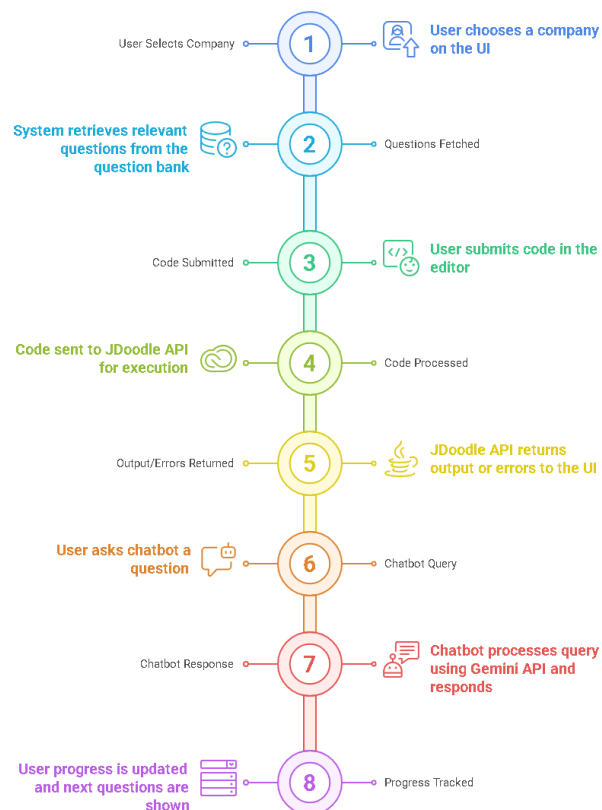 User Selects Company
1
User chooses a company
on the UI
System retrieves relevant
questions from the
question bank
2
Questions Fetched
Code Submitted
3
User submits code in the
editor
Code sent to JDoodle API
for execution
4
Code Processed
Output/Errors Returned
5
JDoodle API returns
output or errors to the UI
User asks chatbot a
question
6
Chatbot Query
Chatbot Response
7
Chatbot processes query
using Gemini API and
responds
User progress is updated
and next questions are
shown
8
Progress Tracked